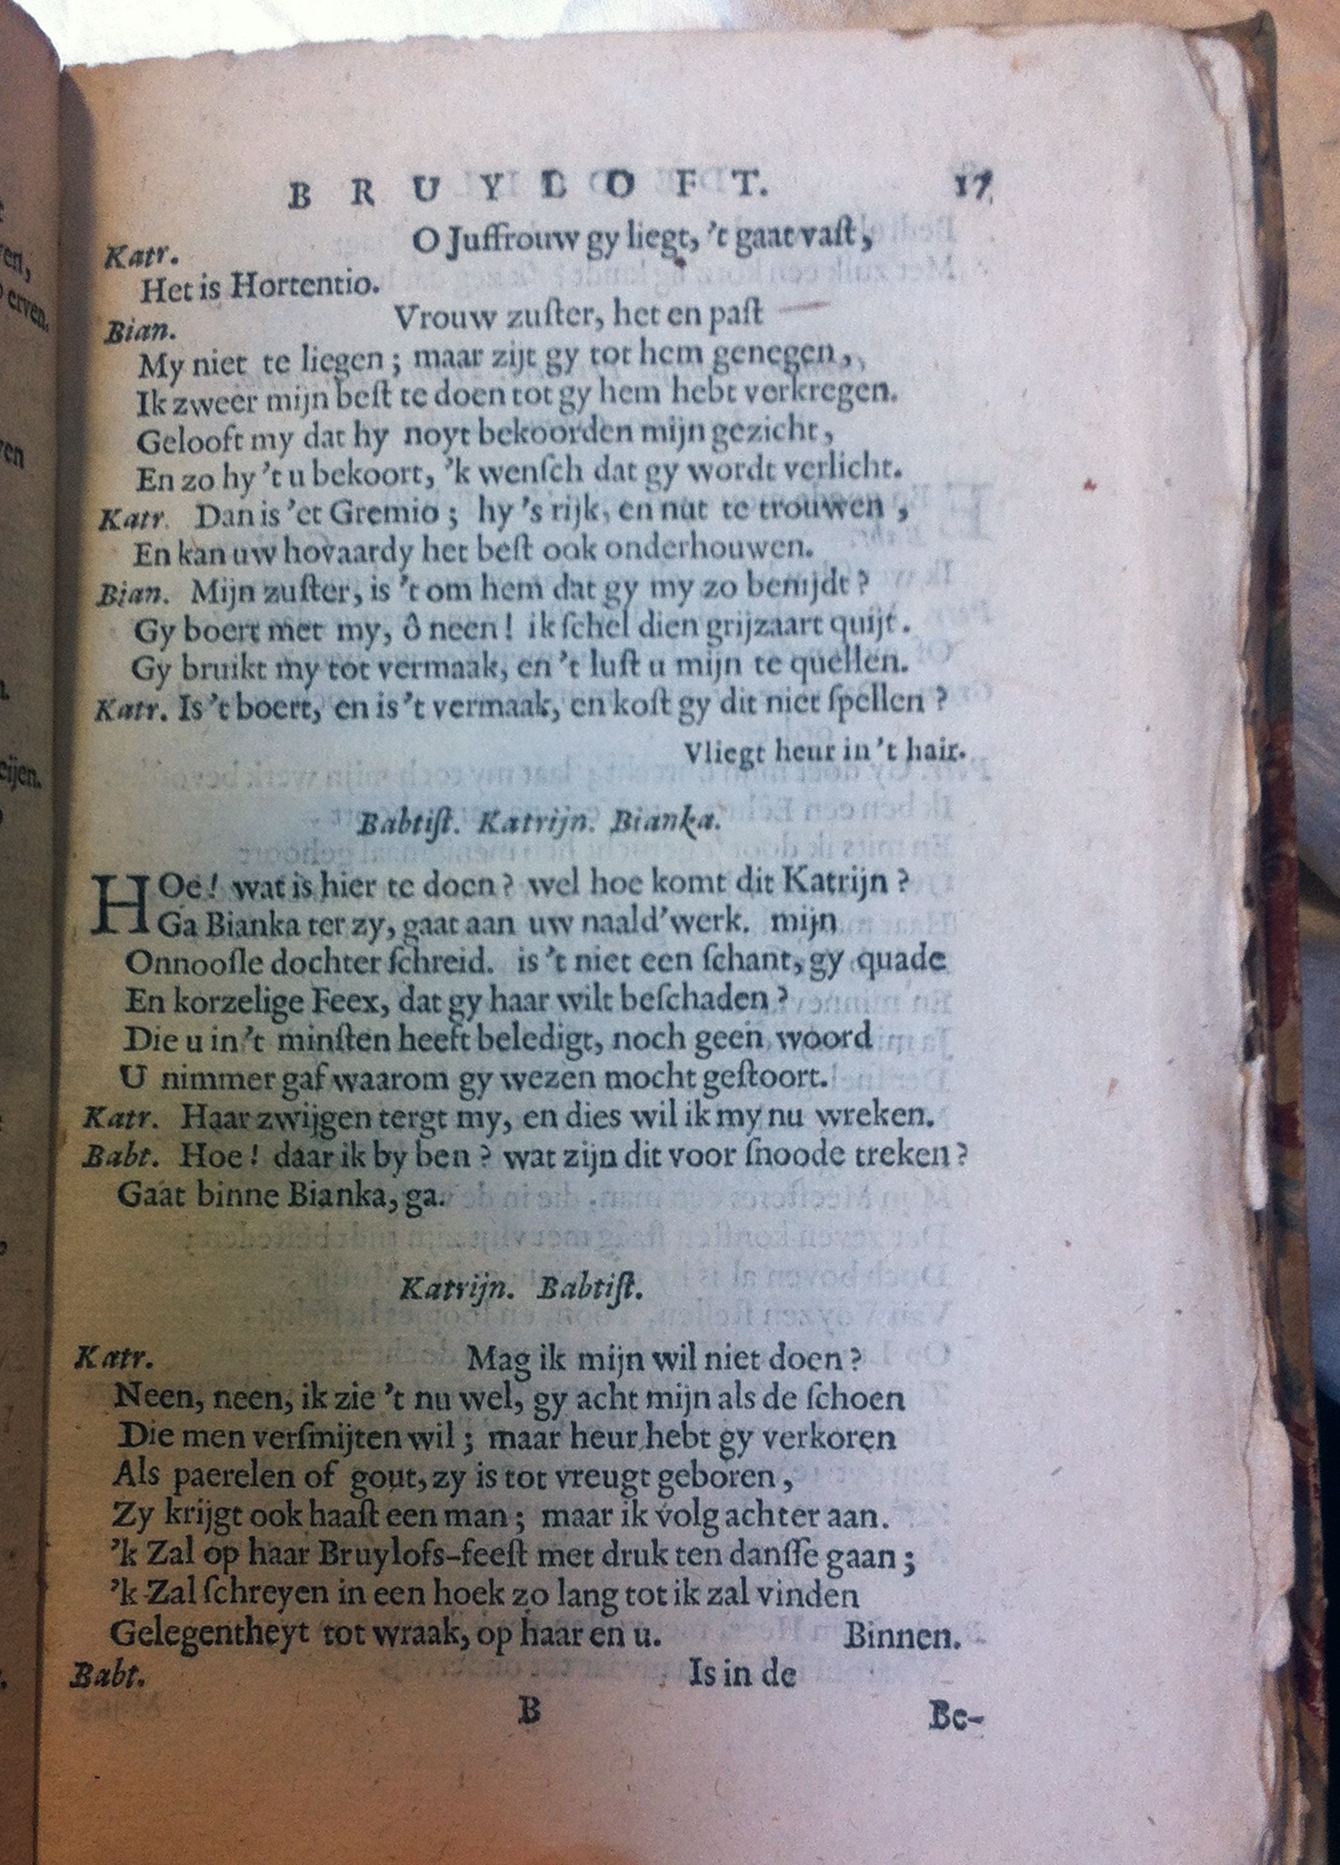 BRUYLOFT. 17
Katr. O Juffrouw gy liegt, 't gaat vast,
Het is Hortentio.
Bian. Vrouw zuster, het en past
My niet te liegen; maar zijt gy tot hem genegen,
Ik zweer mijn best te doen tot gy hem hebt verkregen.
Gelooft my dat hy noyt bekoorden mijn gezicht,
En zo hy 't u bekoort, 'k wensch dat gy wordt verlicht.
Katr. Dan is 'et Gremio; hy 's rijk, en nut te trouwen,
En kan uw hovaardy het best ook onderhouwen.
Bian. Mijn zuster, is 't om hem dat gy my zo benijdt?
Gy boert met my, ô neen! ik schel dien grijzaart quijt.
Gy bruikt my tot vermaak, en 't lust u mijn te quellen.
Katr. Is 't boert, en is 't vermaak, en kost gy dit niet spellen?
Vliegt heur in 't hair.
Babtist. Katrijn. Bianka.
HOe! wat is hier te doen? wel hoe komt dit Katrijn?
Ga Bianka ter zy, gaat aan uw naald'werk. mijn
Onnoosle dochter schreid. is 't niet een schant, gy quade
En korzelige Feex, dat gy haar wilt beschaden?
Die u in 't minsten heeft beledigt, noch geen woord
U nimmer gaf waarom gy wezen mocht gestoort.
Katr. Haar zwijgen tergt my, en dies wil ik my nu wreken.
Babt. Hoe! daar ik by ben? wat zijn dit voor snoode treken?
Gaat binne Bianka, ga.
Katrijn. Babtist.
Katr. Mag ik mijn wil niet doen?
Neen, neen, ik zie 't nu wel, gy acht mijn als de schoen
Die men versmijten wil; maar heur hebt gy verkoren
Als paerelen of gout, zy is tot vreugt geboren,
Zy krijgt ook haast een man; maar ik volg achter aan.
'k Zal op haar Bruylofs-feest met druk ten dansse gaan;
'k Zal schreyen in een hoek zo lang tot ik zal vinden
Gelegentheyt tot wraak, op haar en u. Binnen.
Babt. Is in de
B Be-